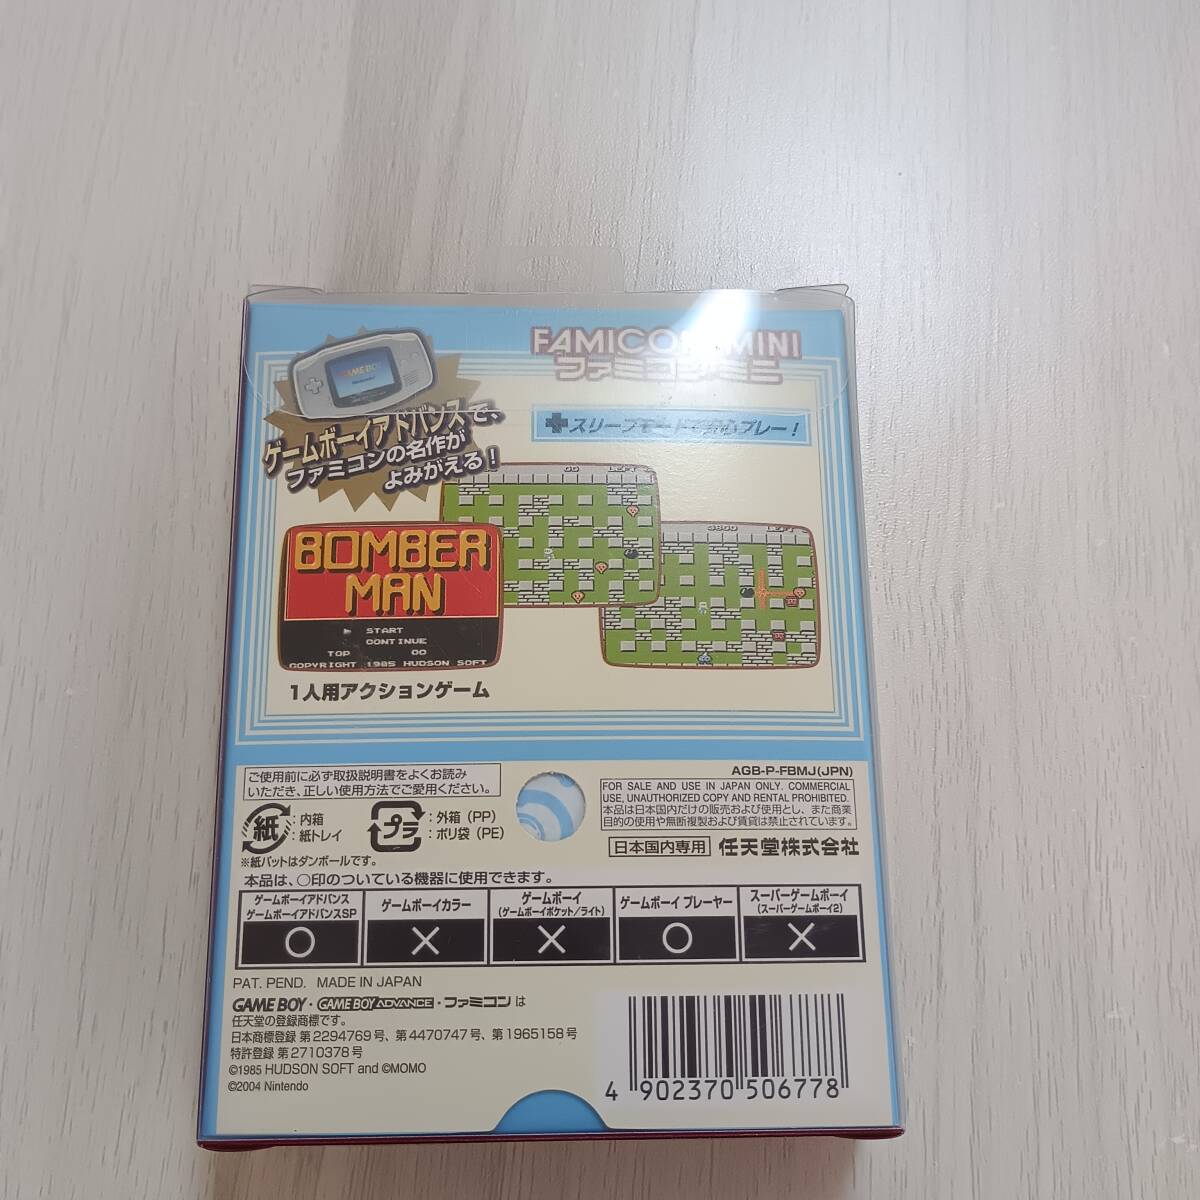 FAMICOM MINI
ファミコンミニ
GAME BOY
Nintendo
ゲームボーイアドバンスで、
ファミコンの名作が
よみがえる!
スリープモードで安心プレー!
00 LEFT
3800 LEFT
BOMBER
MAN
START
CONTINUE
TOP 00
COPYRIGHT 1985 HUDSON SOFT
1人用アクションゲーム
ご使用前に必ず取扱説明書をよくお読み
いただき、正しい使用方法でご愛用ください。
紙 :内箱
:紙トレイ
プラ :外箱(PP)
:ポリ袋(PE)
※紙パットはダンボールです。
AGB-P-FBMJ(JPN)
FOR SALE AND USE IN JAPAN ONLY. COMMERCIAL
USE, UNAUTHORIZED COPY AND RENTAL PROHIBITED.
本品は日本国内だけの販売および使用とし、また商業
目的の使用や無断複製および賃貸は禁止されています。
日本国内専用 任天堂株式会社
本品は、○印のついている機器に使用できます。
ゲームボーイアドバンス
ゲームボーイアドバンスSP
○
ゲームボーイカラー
×
ゲームボーイ
(ゲームボーイポケット/ライト)
×
ゲームボーイ プレーヤー
○
スーパーゲームボーイ
(スーパーゲームボーイ2)
×
PAT. PEND. MADE IN JAPAN
GAME BOY・GAME BOY ADVANCE・ファミコンは
任天堂の登録商標です。
日本商標登録 第2294769号、第4470747号、第1965158号
特許登録 第2710378号
©1985 HUDSON SOFT and ©MOMO
©2004 Nintendo
4 902370 506778